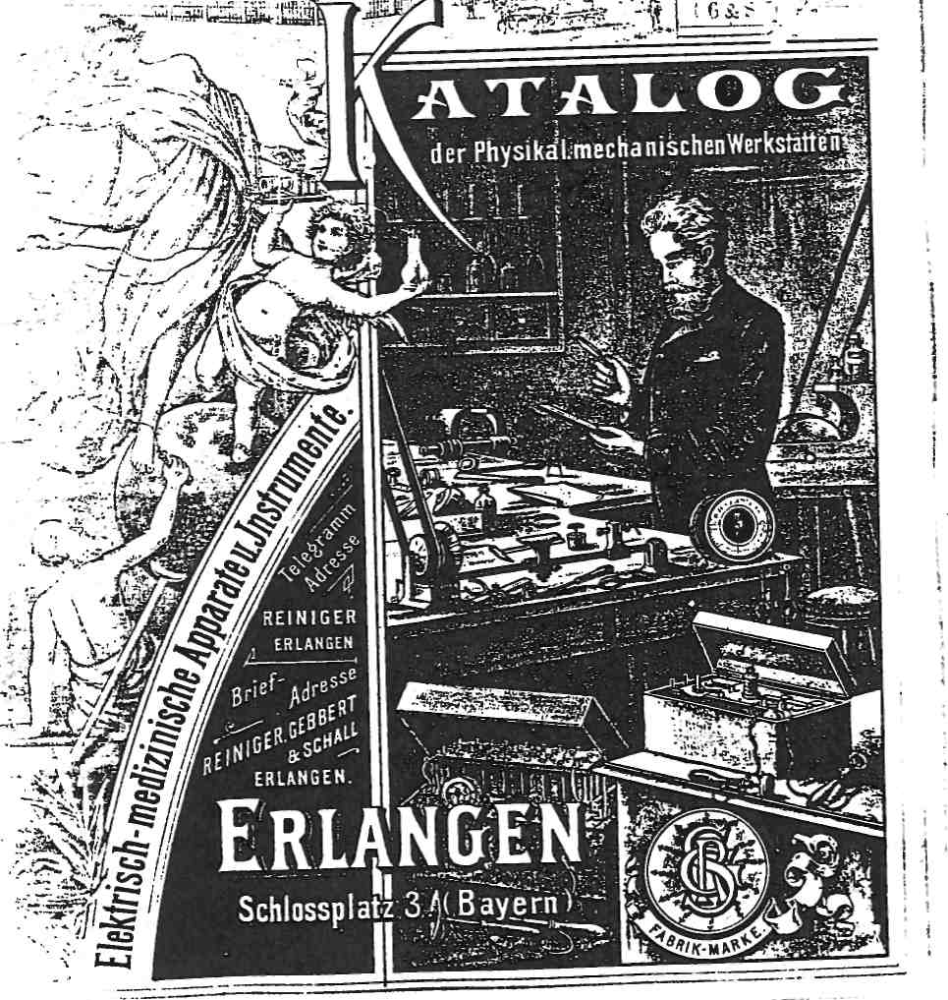 KATALOG
der Physikal.mechanischen Werkstätten
Elektrisch-medizinische Apparate u. Instrumente.
Telegramm
Adresse
REINIGER
ERLANGEN
Brief- Adresse
REINIGER, GEBBERT
& SCHALL
ERLANGEN.
ERLANGEN
Schlossplatz 3 (Bayern)
FABRIK-MARKE.